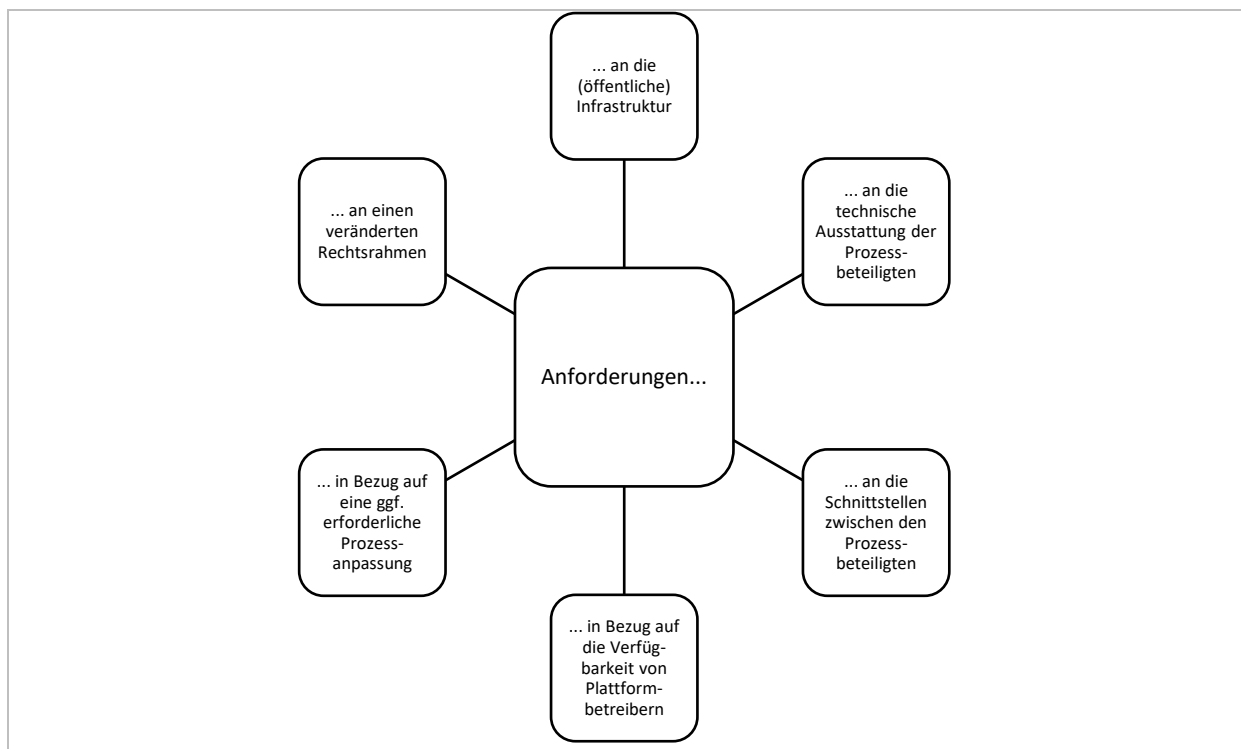 ... an die
(öffentliche)
Infrastruktur
... an einen
veränderten
Rechtsrahmen
... an die
technische
Ausstattung der
Prozess-
beteiligten
Anforderungen...
... in Bezug auf
eine ggf.
erforderliche
Prozess-
anpassung
... an die
Schnittstellen
zwischen den
Prozess-
beteiligten
... in Bezug auf
die Verfüg-
barkeit von
Plattform-
betreibern